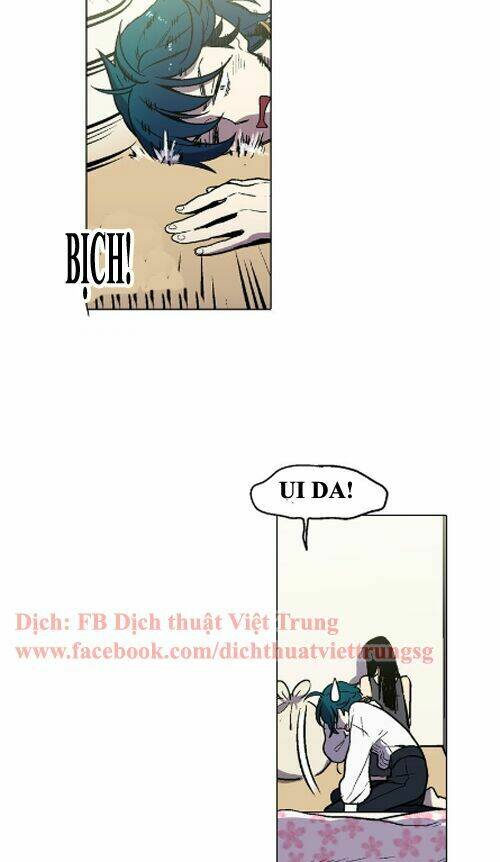 BỊCH!
UI DA!
Dịch: FB Dịch thuật Việt Trung
www.facebook.com/dichthuatviettrungsg